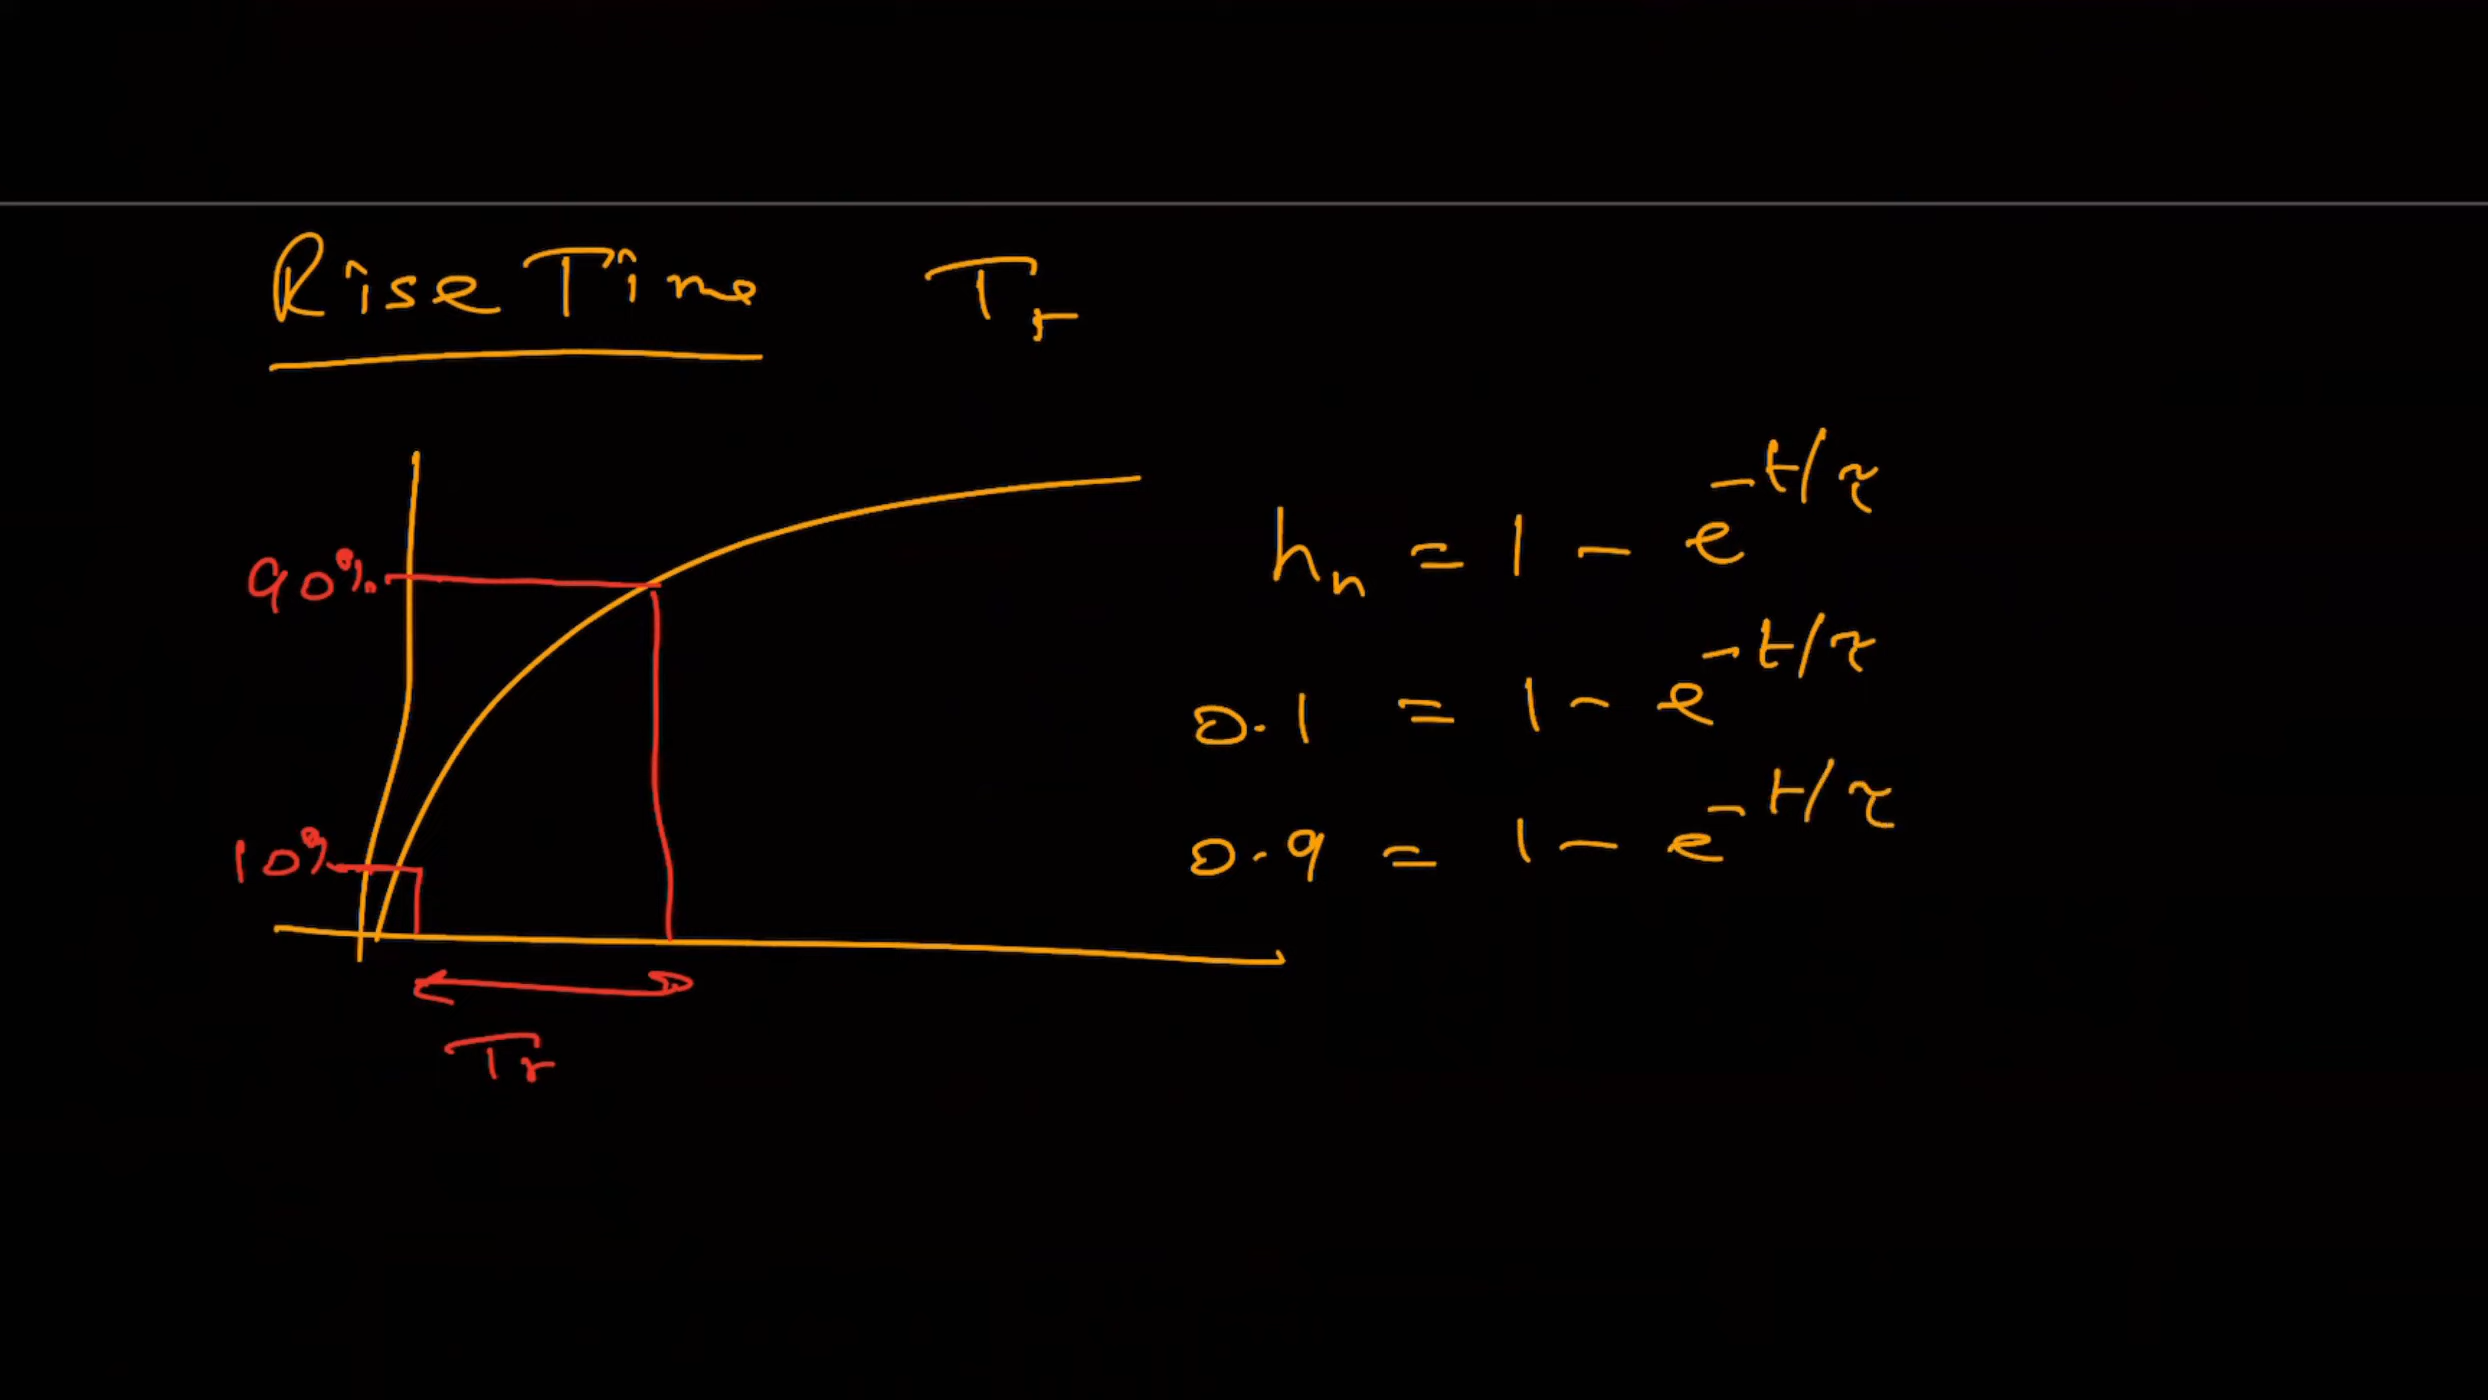 Rise Time Tr
hn = 1 - e^-t/τ
90%
0.1 = 1 - e^-t/τ
10%
0.9 = 1 - e^-t/τ
Tr